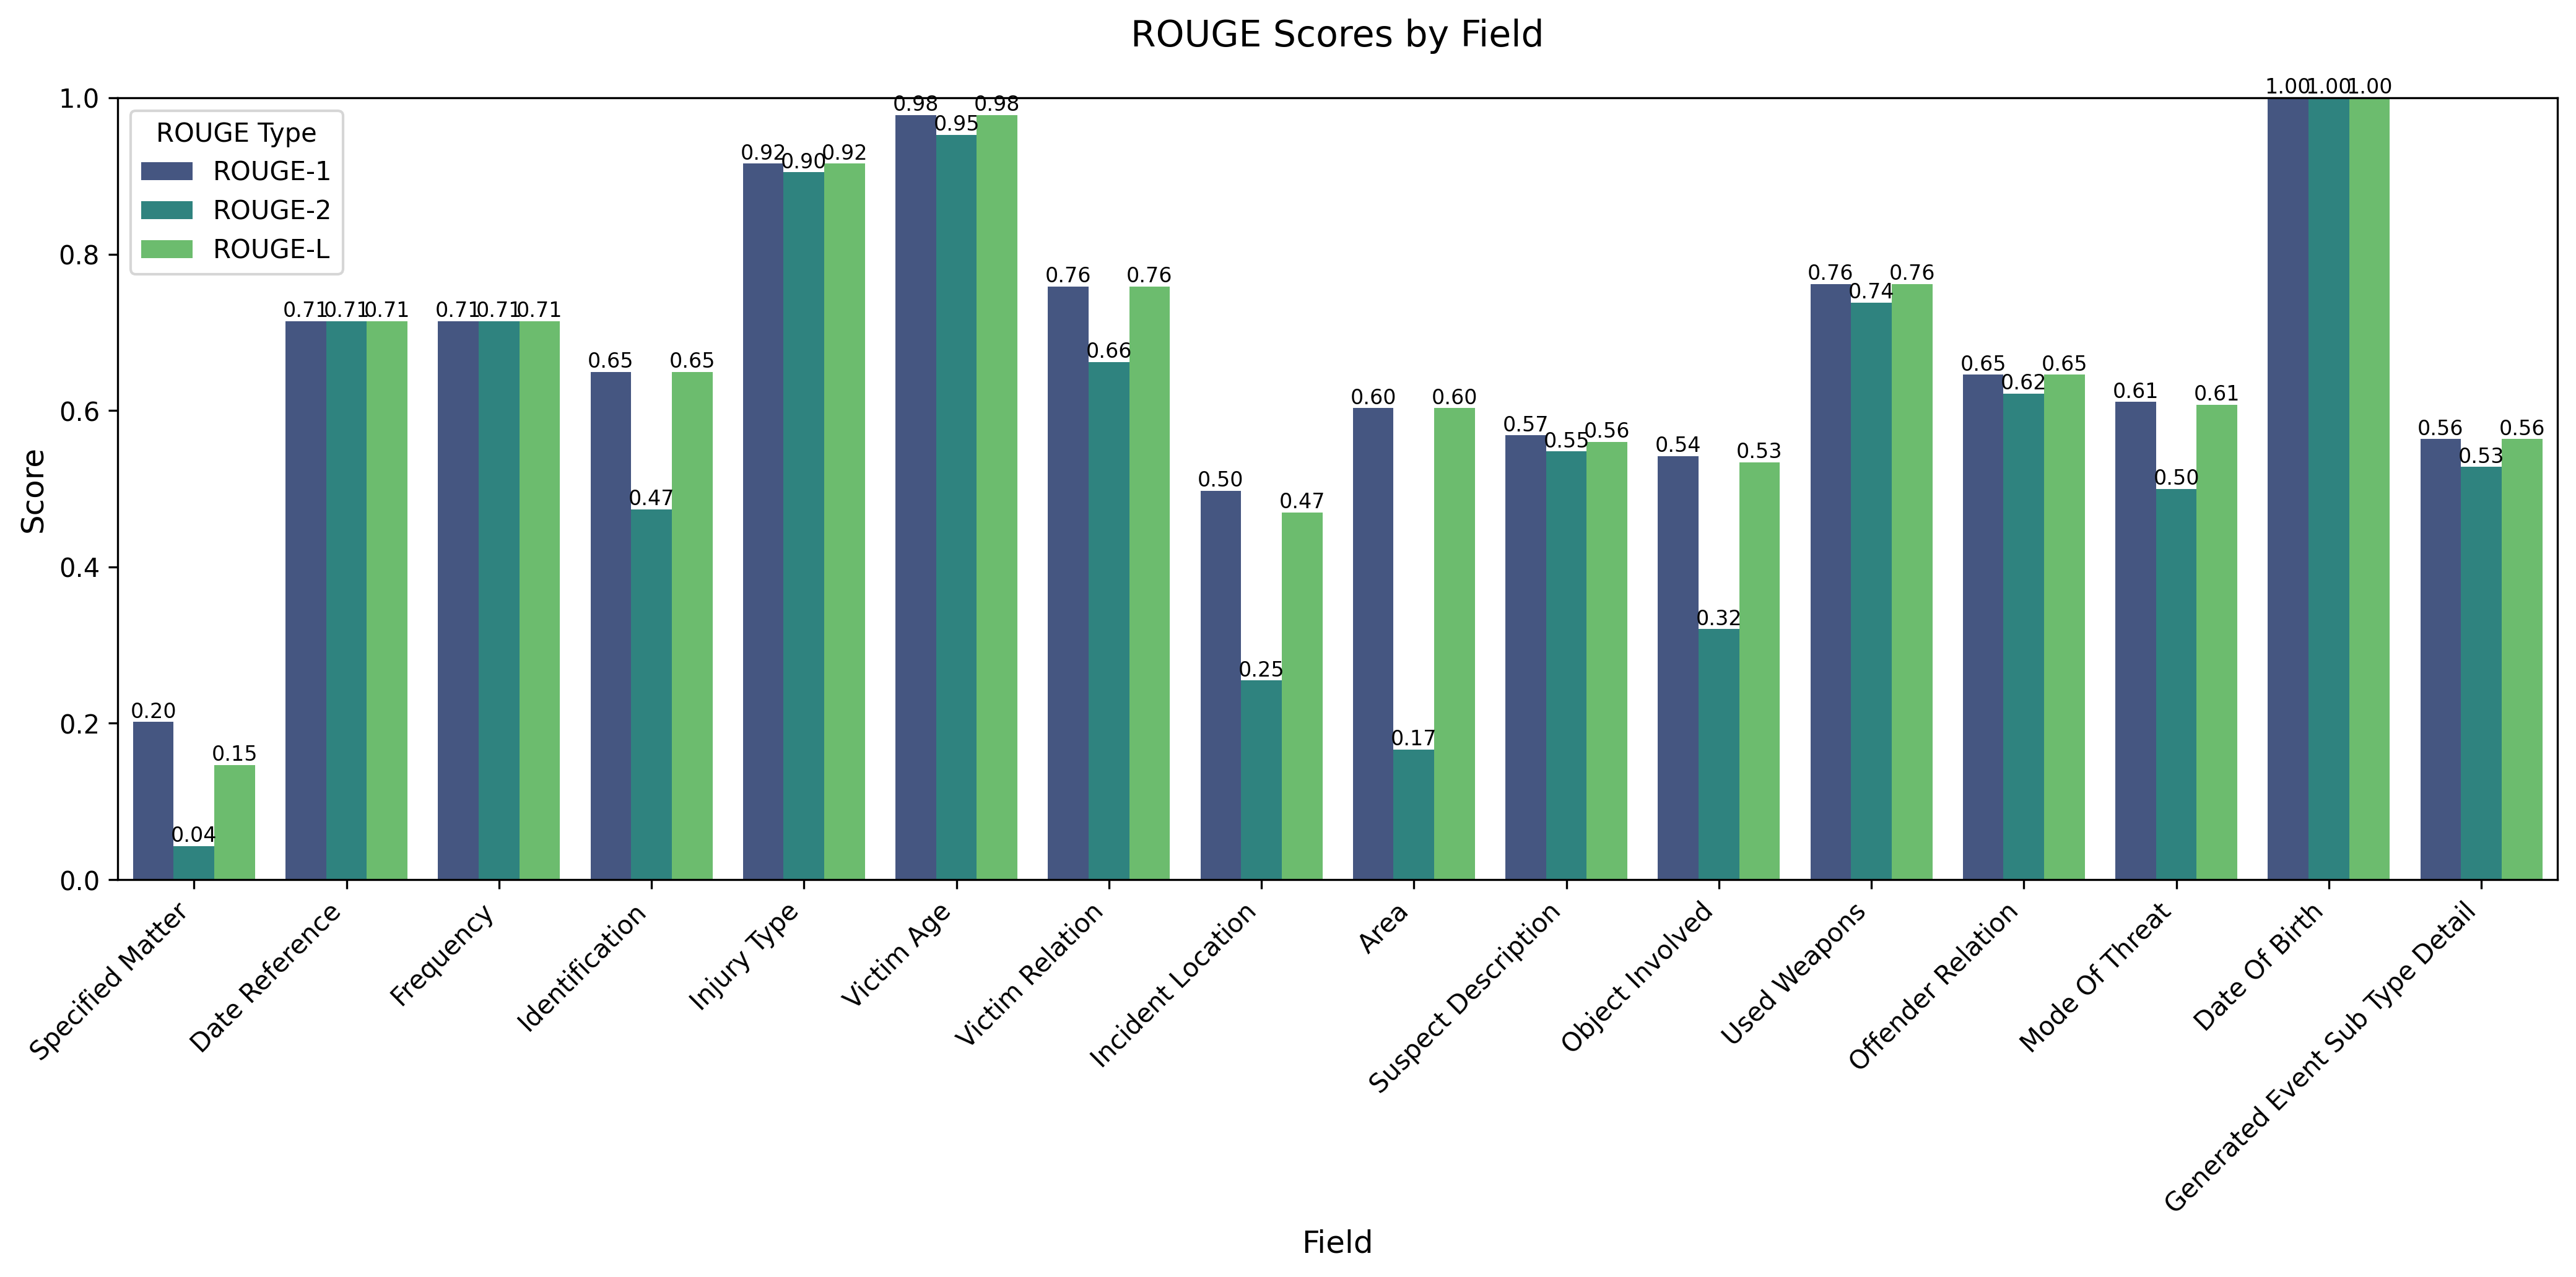 ROUGE Scores by Field
Score
1.0
0.8
0.6
0.4
0.2
0.0
ROUGE Type
ROUGE-1
ROUGE-2
ROUGE-L
0.20 0.04 0.15
0.71 0.71 0.71
0.71 0.71 0.71
0.65 0.47 0.65
0.92 0.90 0.92
0.98 0.95 0.98
0.76 0.66 0.76
0.50 0.25 0.47
0.60 0.17 0.60
0.57 0.55 0.56
0.54 0.32 0.53
0.76 0.74 0.76
0.65 0.62 0.65
0.61 0.50 0.61
1.00 1.00 1.00
0.56 0.53 0.56
Specified Matter
Date Reference
Frequency
Identification
Injury Type
Victim Age
Victim Relation
Incident Location
Area
Suspect Description
Object Involved
Used Weapons
Offender Relation
Mode Of Threat
Date Of Birth
Generated Event Sub Type Detail
Field